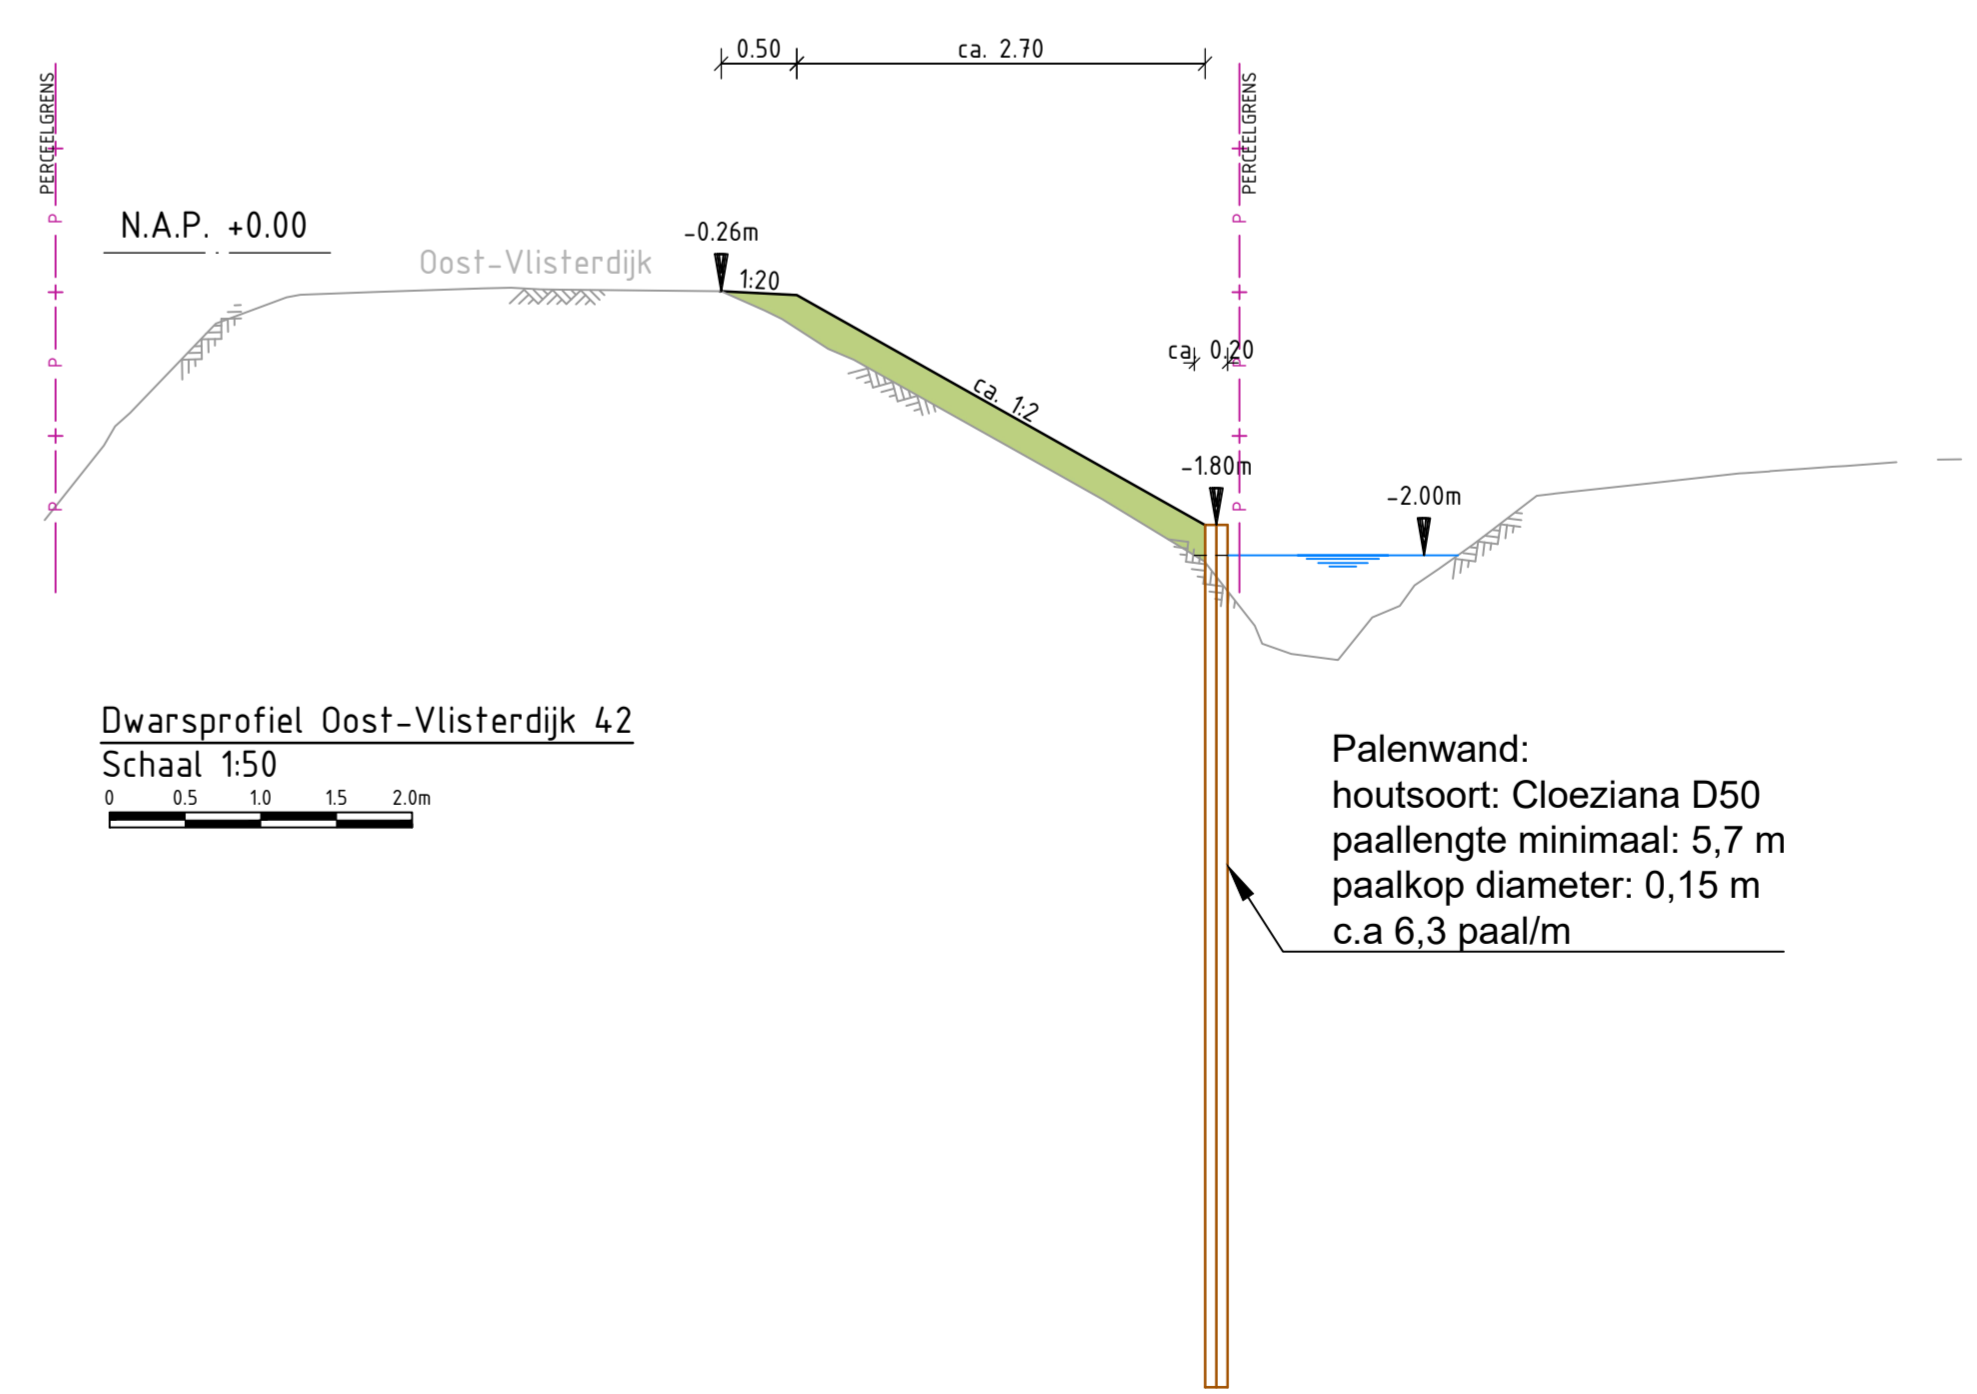 0.50
ca. 2.70
PERCEELGRENS
PERCEELGRENS
P
P
N.A.P. +0.00
-0.26m
Oost-Vlisterdijk
1:20
ca. 0.20
P
P
ca. 1:2
-1.80m
-2.00m
P
P
Dwarsprofiel Oost-Vlisterdijk 42
Schaal 1:50
0 0.5 1.0 1.5 2.0m
Palenwand:
houtsoort: Cloeziana D50
paallengte minimaal: 5,7 m
paalkop diameter: 0,15 m
c.a 6,3 paal/m